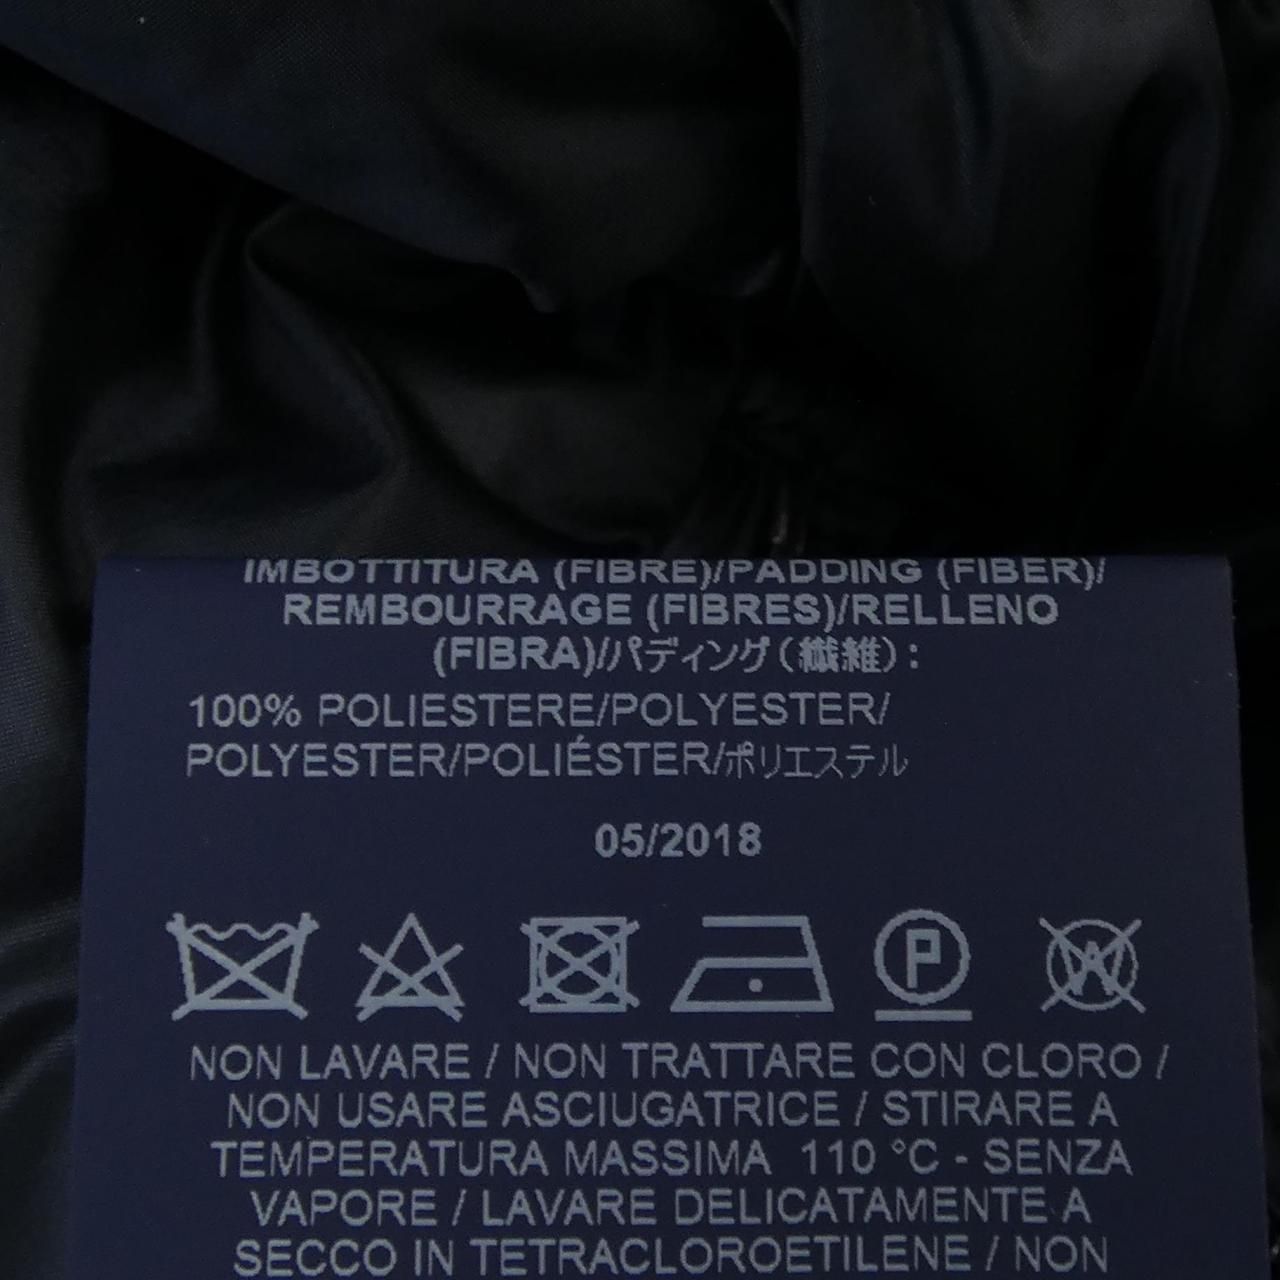 IMBOTTITURA (FIBRE)/PADDING (FIBER)/
REMBOURRAGE (FIBRES)/RELLENO
(FIBRA)/パディング(繊維):
100% POLIESTERE/POLYESTER/
POLYESTER/POLIÉSTER/ポリエステル
05/2018
P W
NON LAVARE / NON TRATTARE CON CLORO /
NON USARE ASCIUGATRICE / STIRARE A
TEMPERATURA MASSIMA 110 °C - SENZA
VAPORE / LAVARE DELICATAMENTE A
SECCO IN TETRACLOROETILENE / NON